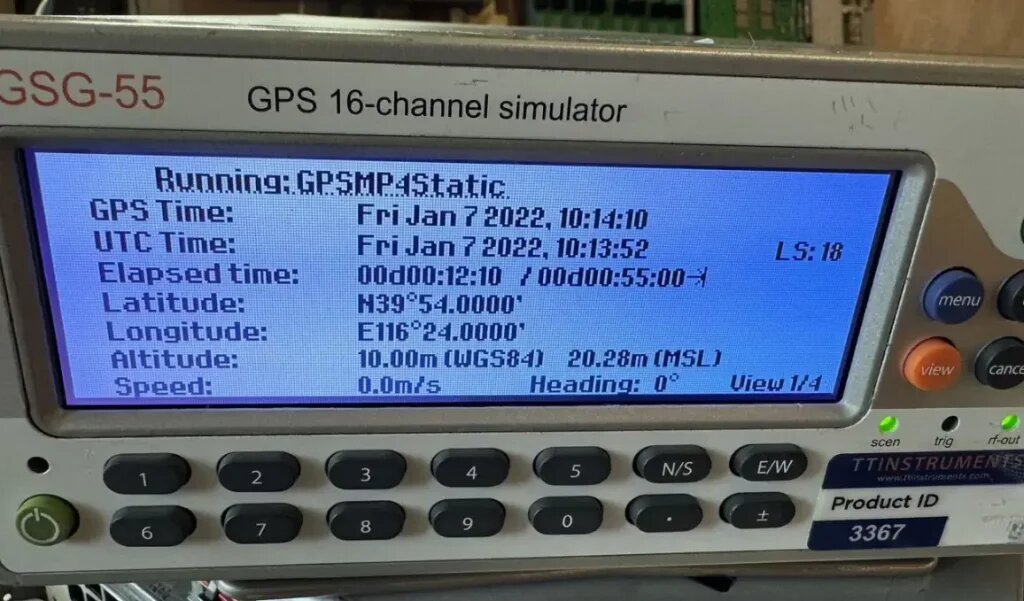 GSG-55 GPS 16-channel simulator
Running: GPSMP4Static
GPS Time: Fri Jan 7 2022, 10:14:10
UTC Time: Fri Jan 7 2022, 10:13:52 LS: 18
Elapsed time: 00d00:12:10 / 00d00:55:00
Latitude: N39°54.0000'
Longitude: E116°24.0000'
Altitude: 10.00m (WGS84) 20.28m (MSL)
Speed: 0.0m/s Heading: 0° View 1/4
menu
view cance
scen trig rf-out
1 2 3 4 5 N/S E/W
6 7 8 9 0 . ±
TTINSTRUMENTS
www.ttinstruments.com
Product ID
3367